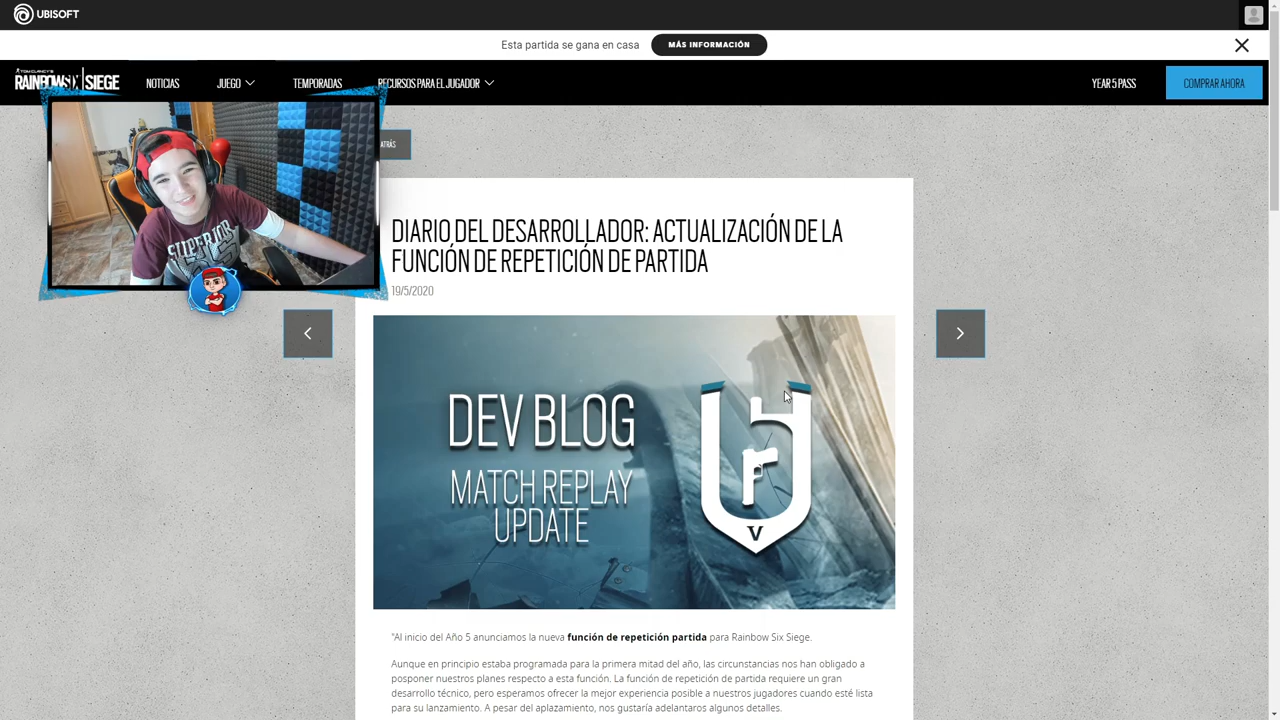 UBISOFT
Esta partida se gana en casa
MÁS INFORMACIÓN
TOM CLANCY'S
RAINBOW SIX | SIEGE
NOTICIAS
JUEGO
TEMPORADAS
RECURSOS PARA EL JUGADOR
YEAR 5 PASS
COMPRAR AHORA
ATRÁS
SUPERIOR
DIARIO DEL DESARROLLADOR: ACTUALIZACIÓN DE LA
FUNCIÓN DE REPETICIÓN DE PARTIDA
19/5/2020
DEV BLOG
MATCH REPLAY
UPDATE
V
"Al inicio del Año 5 anunciamos la nueva función de repetición partida para Rainbow Six Siege.
Aunque en principio estaba programada para la primera mitad del año, las circunstancias nos han obligado a
posponer nuestros planes respecto a esta función. La función de repetición de partida requiere un gran
desarrollo técnico, pero esperamos ofrecer la mejor experiencia posible a nuestros jugadores cuando esté lista
para su lanzamiento. A pesar del aplazamiento, nos gustaría adelantaros algunos detalles.